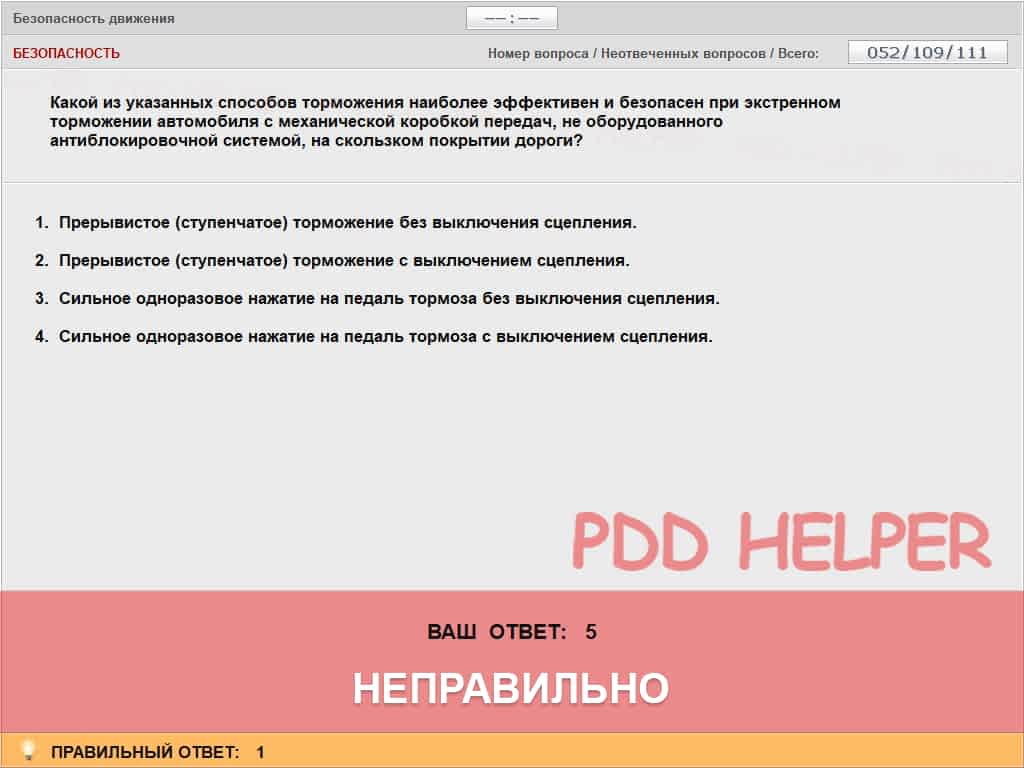 Безопасность движения
–– : ––
БЕЗОПАСНОСТЬ
Номер вопроса / Неотвеченных вопросов / Всего: 052/109/111
Какой из указанных способов торможения наиболее эффективен и безопасен при экстренном
торможении автомобиля с механической коробкой передач, не оборудованного
антиблокировочной системой, на скользком покрытии дороги?
1. Прерывистое (ступенчатое) торможение без выключения сцепления.
2. Прерывистое (ступенчатое) торможение с выключением сцепления.
3. Сильное одноразовое нажатие на педаль тормоза без выключения сцепления.
4. Сильное одноразовое нажатие на педаль тормоза с выключением сцепления.
PDD HELPER
ВАШ ОТВЕТ: 5
НЕПРАВИЛЬНО
ПРАВИЛЬНЫЙ ОТВЕТ: 1